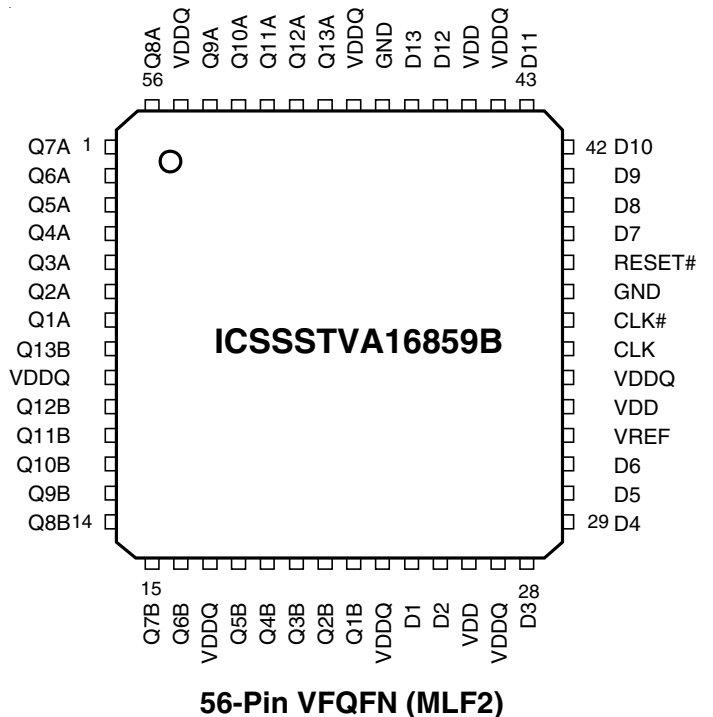 Q8A VDDQ Q9A Q10A Q11A Q12A Q13A VDDQ GND D13 D12 VDD VDDQ D11
56 43
Q7A 1 42 D10
Q6A D9
Q5A D8
Q4A D7
Q3A RESET#
Q2A GND
Q1A CLK#
Q13B CLK
VDDQ VDDQ
Q12B VDD
Q11B VREF
Q10B D6
Q9B D5
Q8B 14 29 D4
ICSSSTVA16859B
15 28
Q7B Q6B VDDQ Q5B Q4B Q3B Q2B Q1B VDDQ D1 D2 VDD VDDQ D3
56-Pin VFQFN (MLF2)